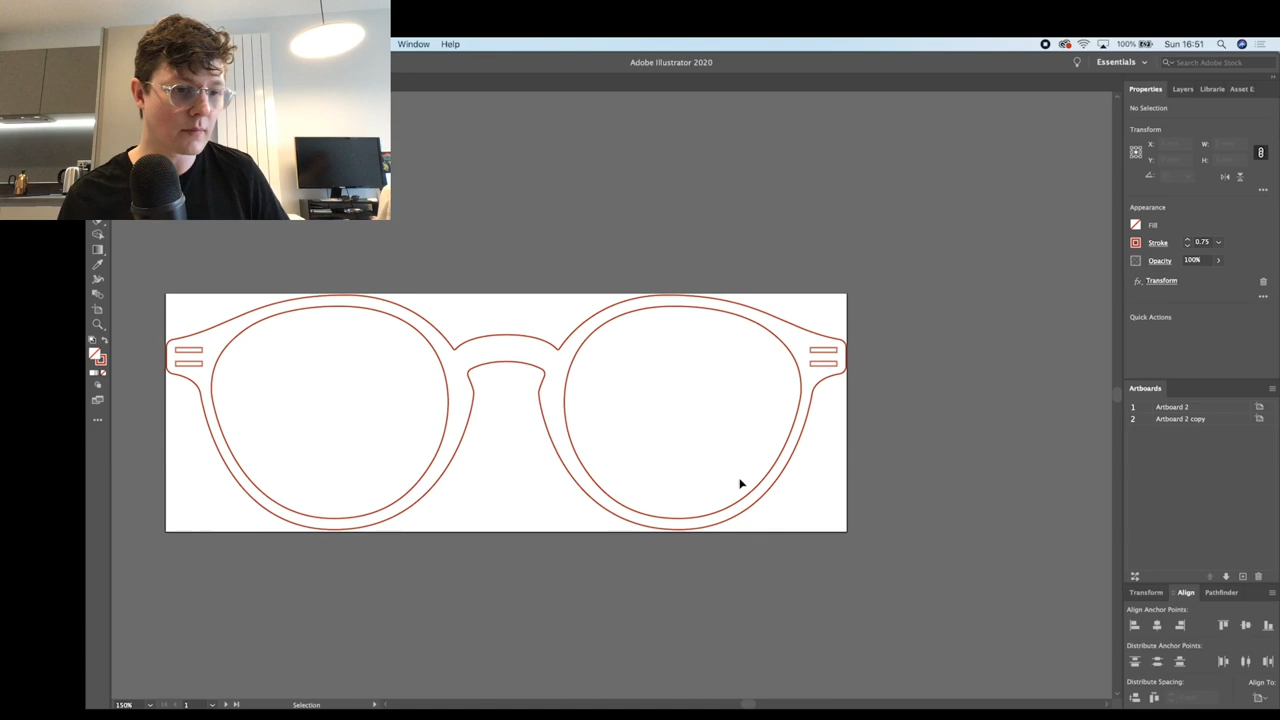 Window Help
100% Sun 16:51
Adobe Illustrator 2020
Essentials
Search Adobe Stock
Properties Layers Librarie Asset E
No Selection
Transform
X: W:
Y: H:
Appearance
Fill
Stroke 0.75
Opacity 100%
fx. Transform
Quick Actions
Artboards
1 Artboard 2
2 Artboard 2 copy
Transform Align Pathfinder
Align Anchor Points:
Distribute Anchor Points:
Distribute Spacing: Align To:
150% 1 Selection